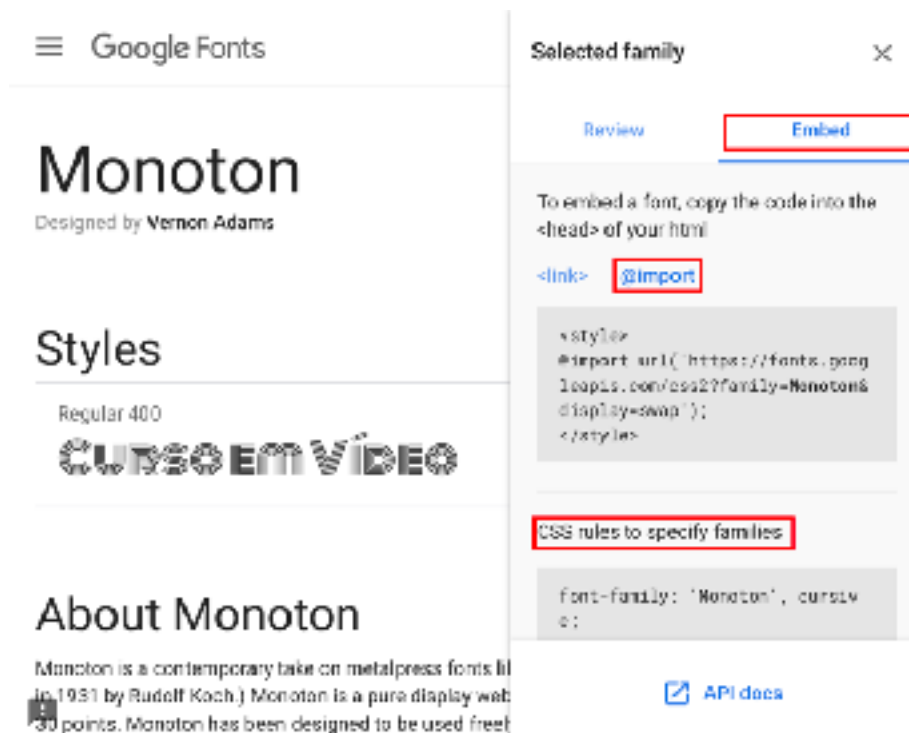 Google Fonts
Monoton
Designed by Vernon Adams
Styles
Regular 400
CURSO EM VÍDEO
About Monoton
Monoton is a contemporary take on metalpress fonts li
in 1931 by Rudolf Koch.) Monoton is a pure display web
30 points. Monoton has been designed to be used freel
Selected family
Review
Embed
To embed a font, copy the code into the
<head> of your html
<link>
@import
<style>
@import url('https://fonts.goog
leapis.com/css2?family=Monoton&
display=swap');
</style>
CSS rules to specify families
font-family: 'Monoton', cursiv
e;
API docs